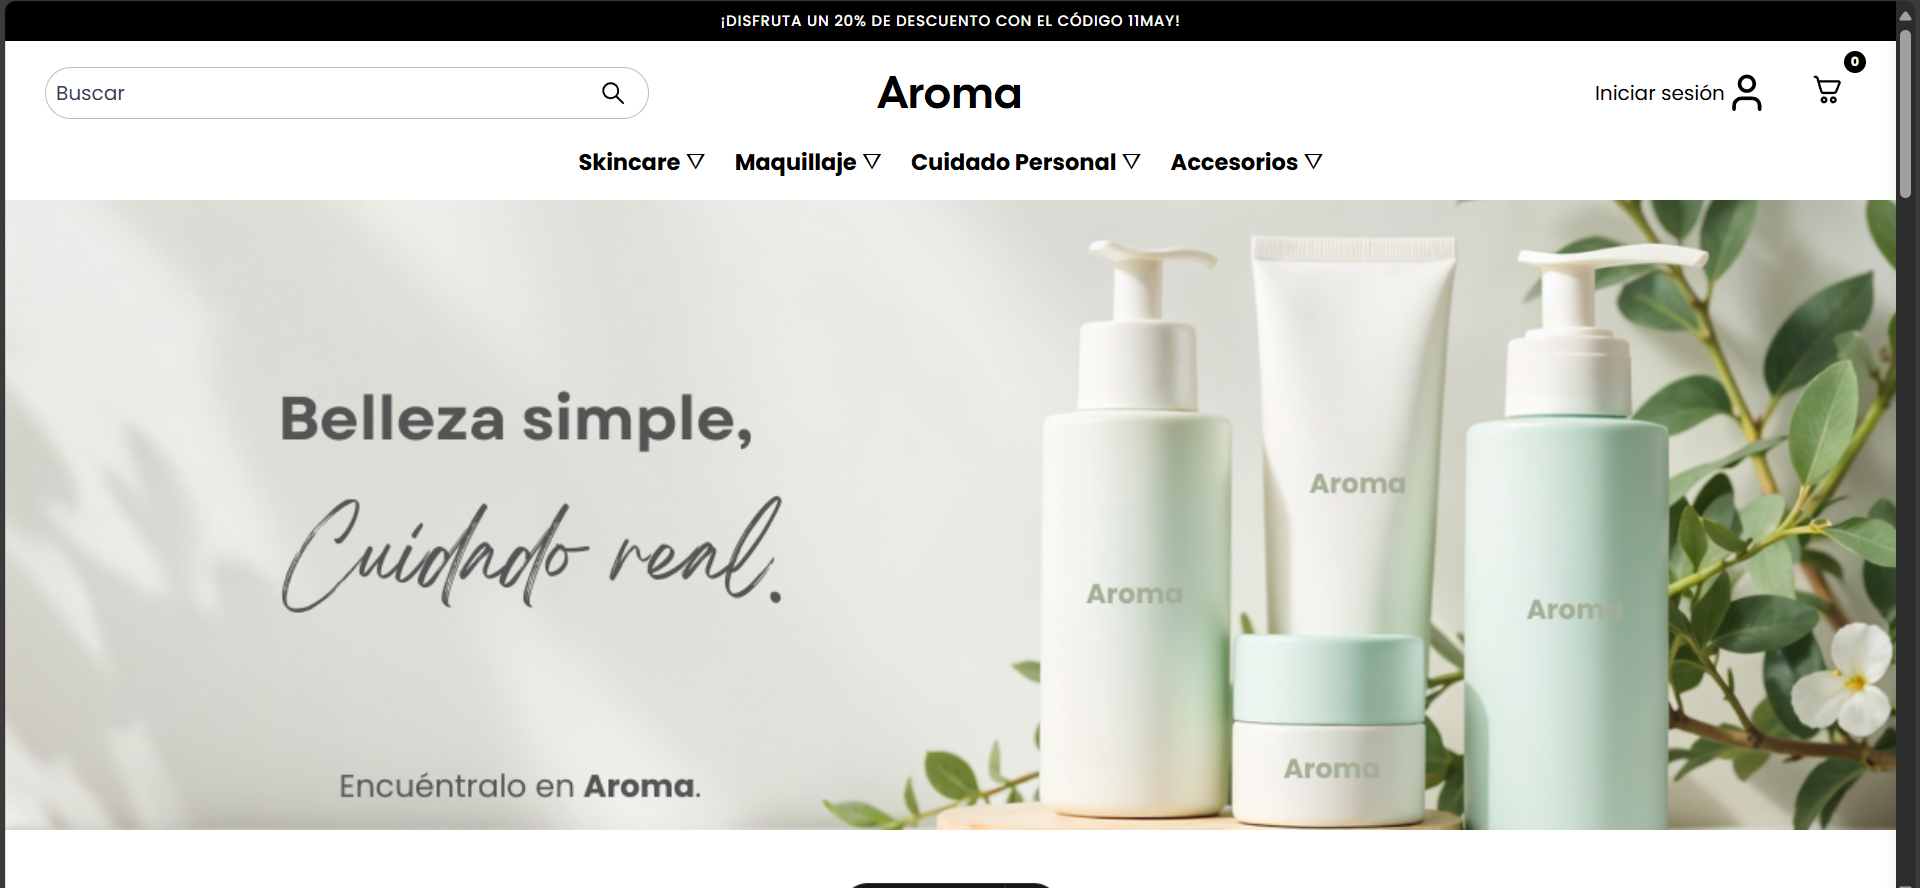 ¡DISFRUTA UN 20% DE DESCUENTO CON EL CÓDIGO 11MAY!
Buscar
Aroma
Iniciar sesión
0
Skincare ▽ Maquillaje ▽ Cuidado Personal ▽ Accesorios ▽
Belleza simple,
Cuidado real.
Encuéntralo en Aroma.
Aroma
Aroma
Aroma
Aroma